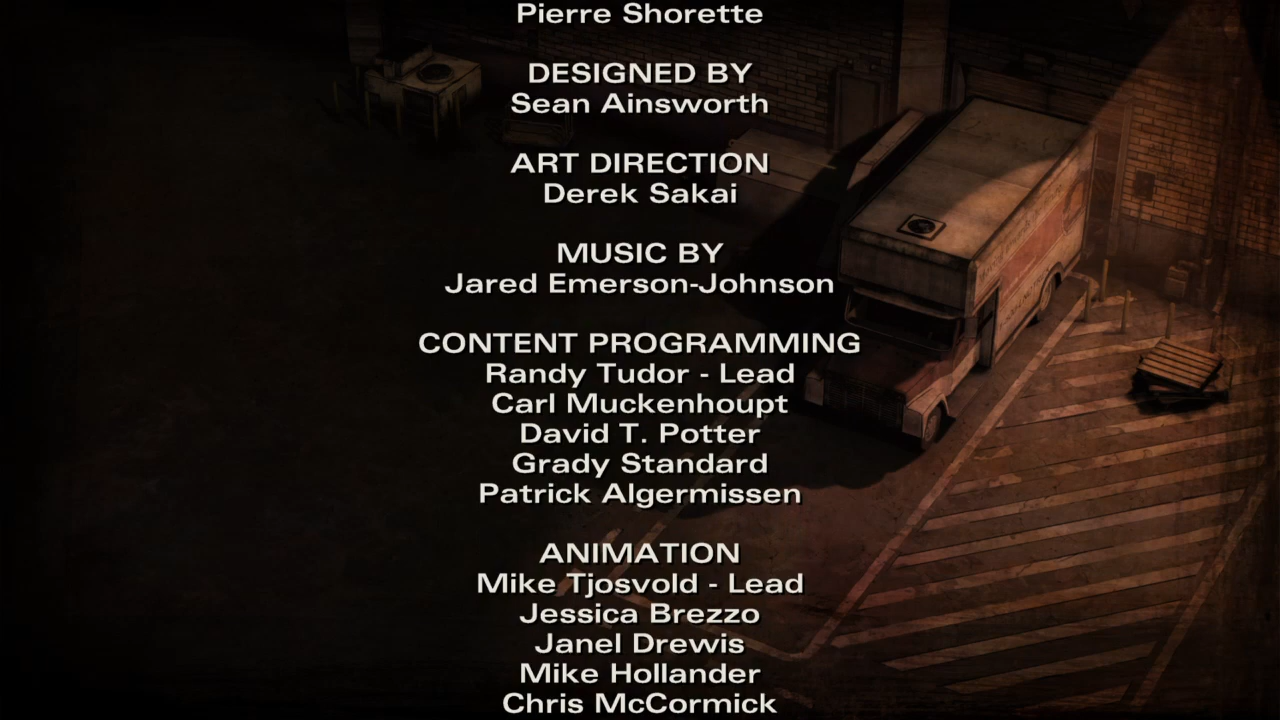 Pierre Shorette
DESIGNED BY
Sean Ainsworth
ART DIRECTION
Derek Sakai
MUSIC BY
Jared Emerson-Johnson
CONTENT PROGRAMMING
Randy Tudor - Lead
Carl Muckenhoupt
David T. Potter
Grady Standard
Patrick Algermissen
ANIMATION
Mike Tjosvold - Lead
Jessica Brezzo
Janel Drewis
Mike Hollander
Chris McCormick